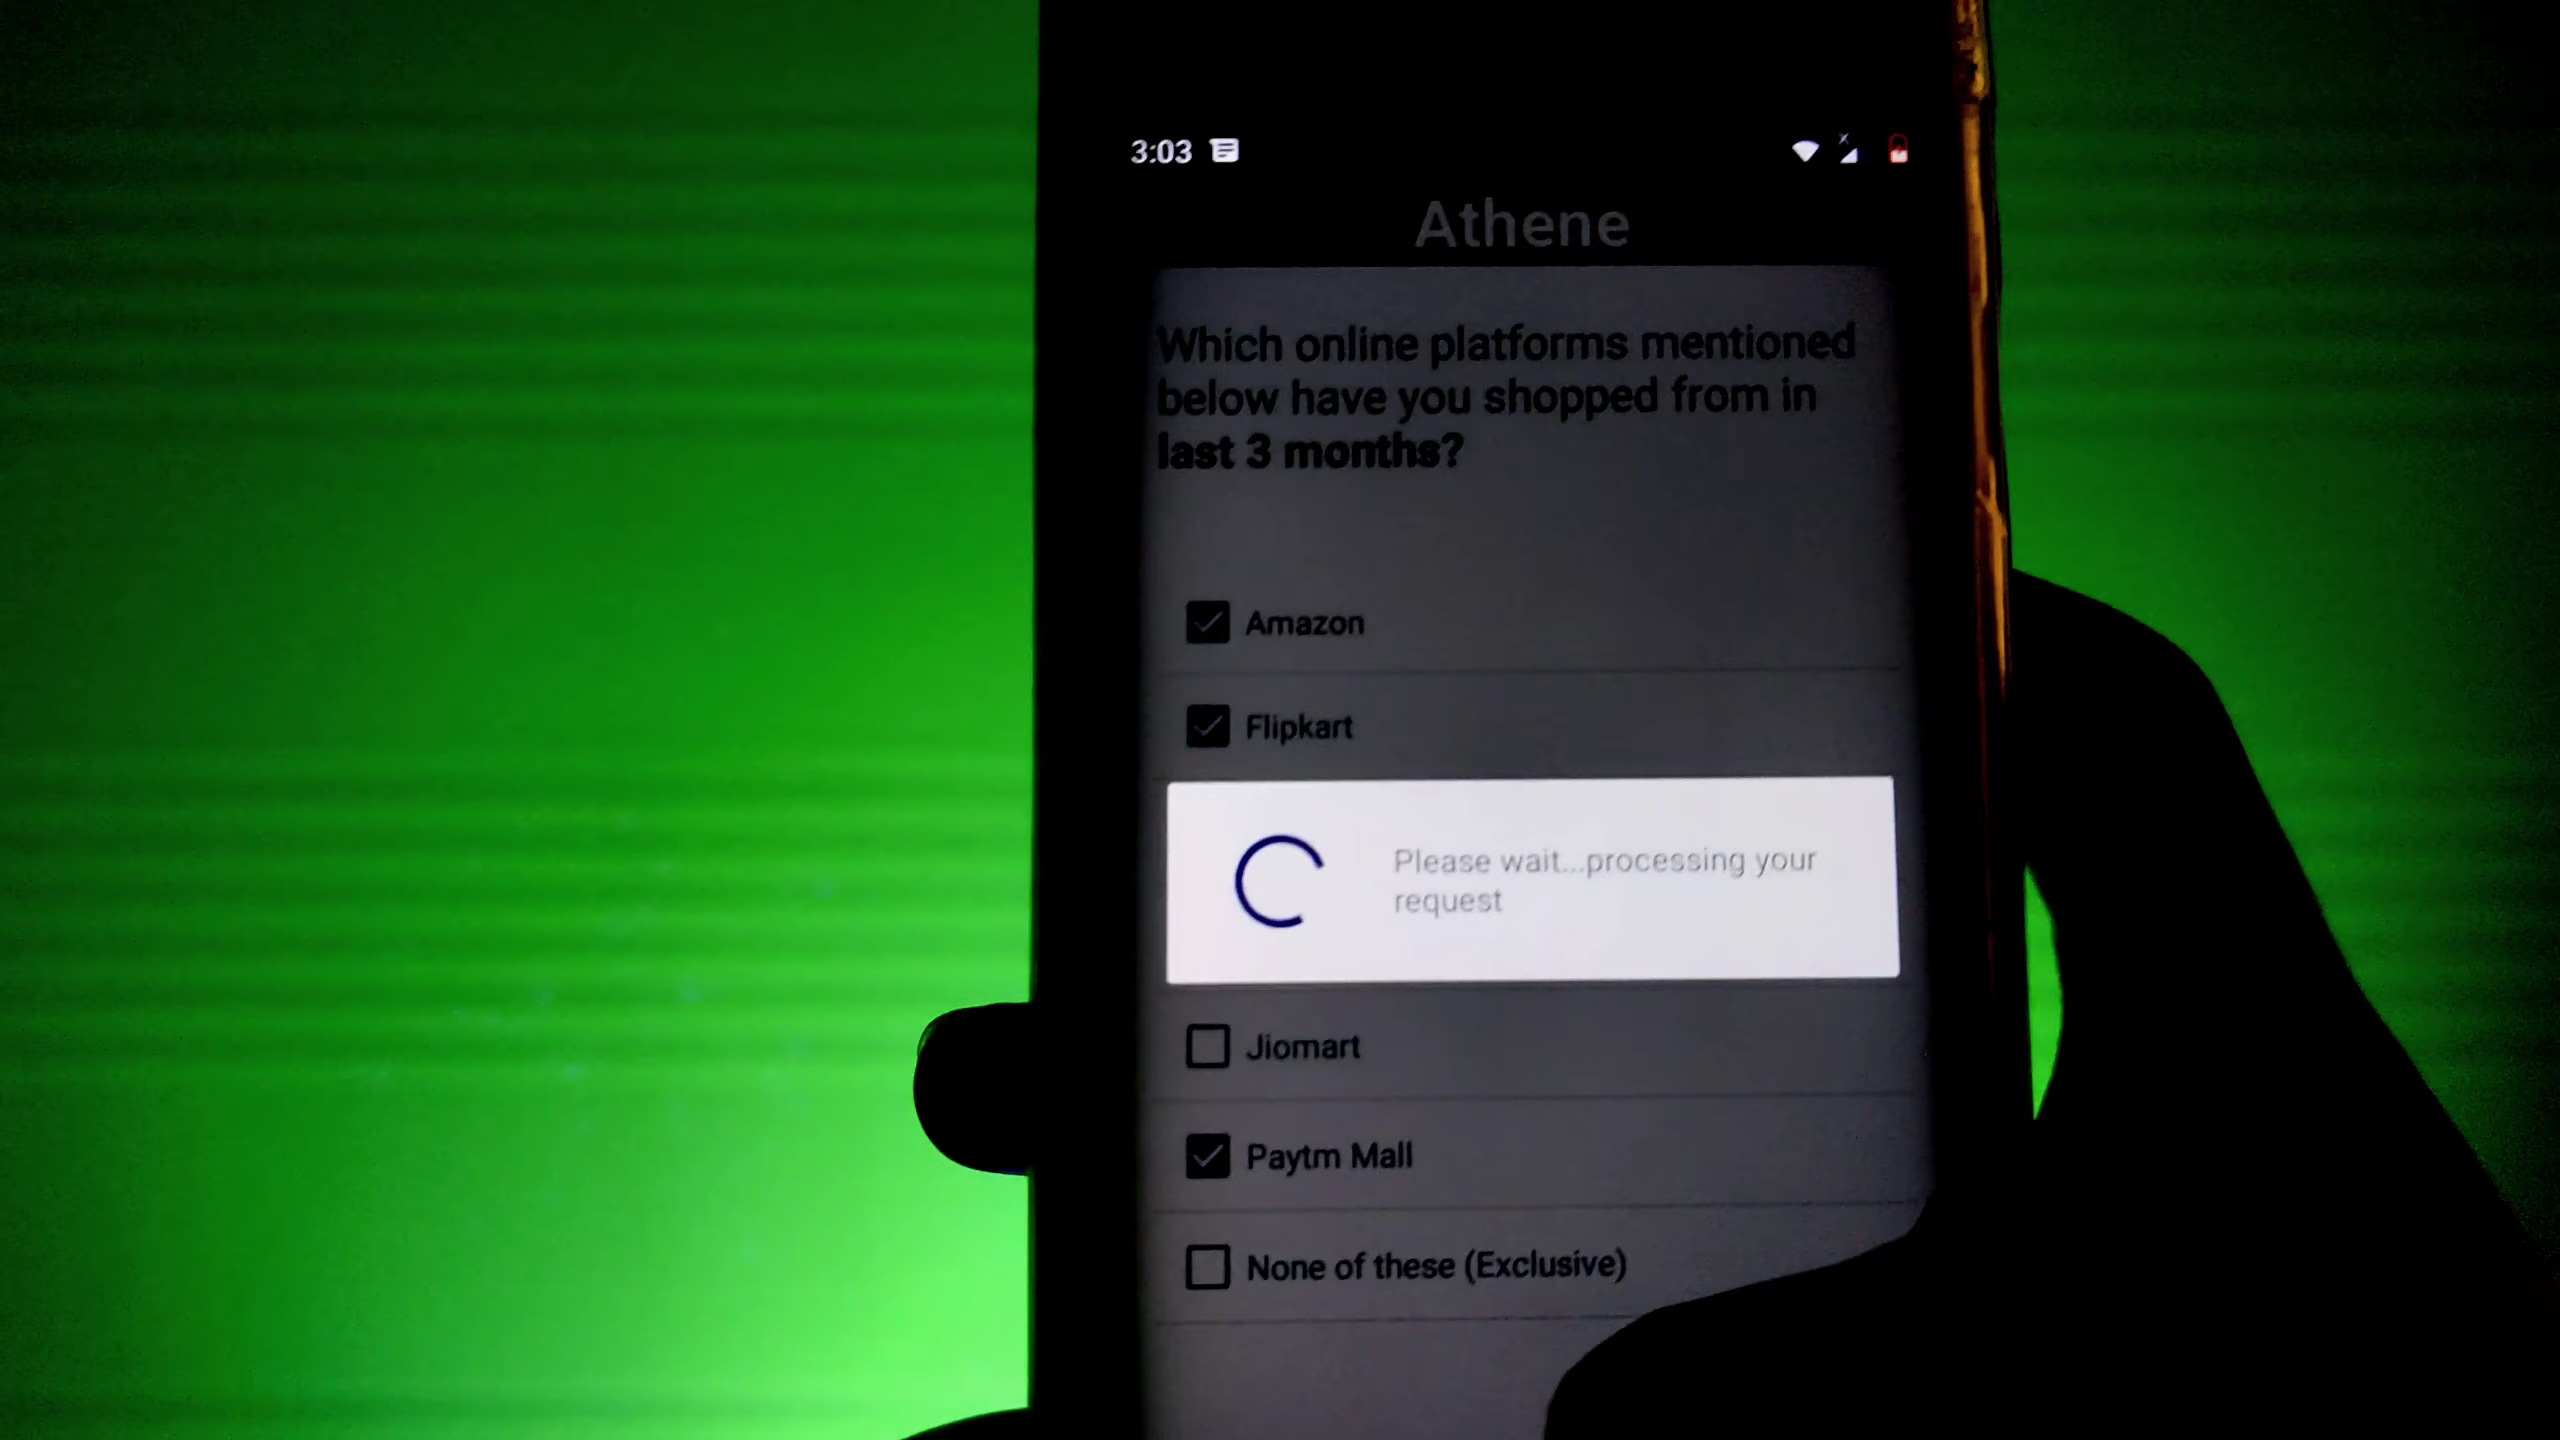 3:03
Athene
Which online platforms mentioned
below have you shopped from in
last 3 months?
Amazon
Flipkart
Please wait...processing your
request
Jiomart
Paytm Mall
None of these (Exclusive)